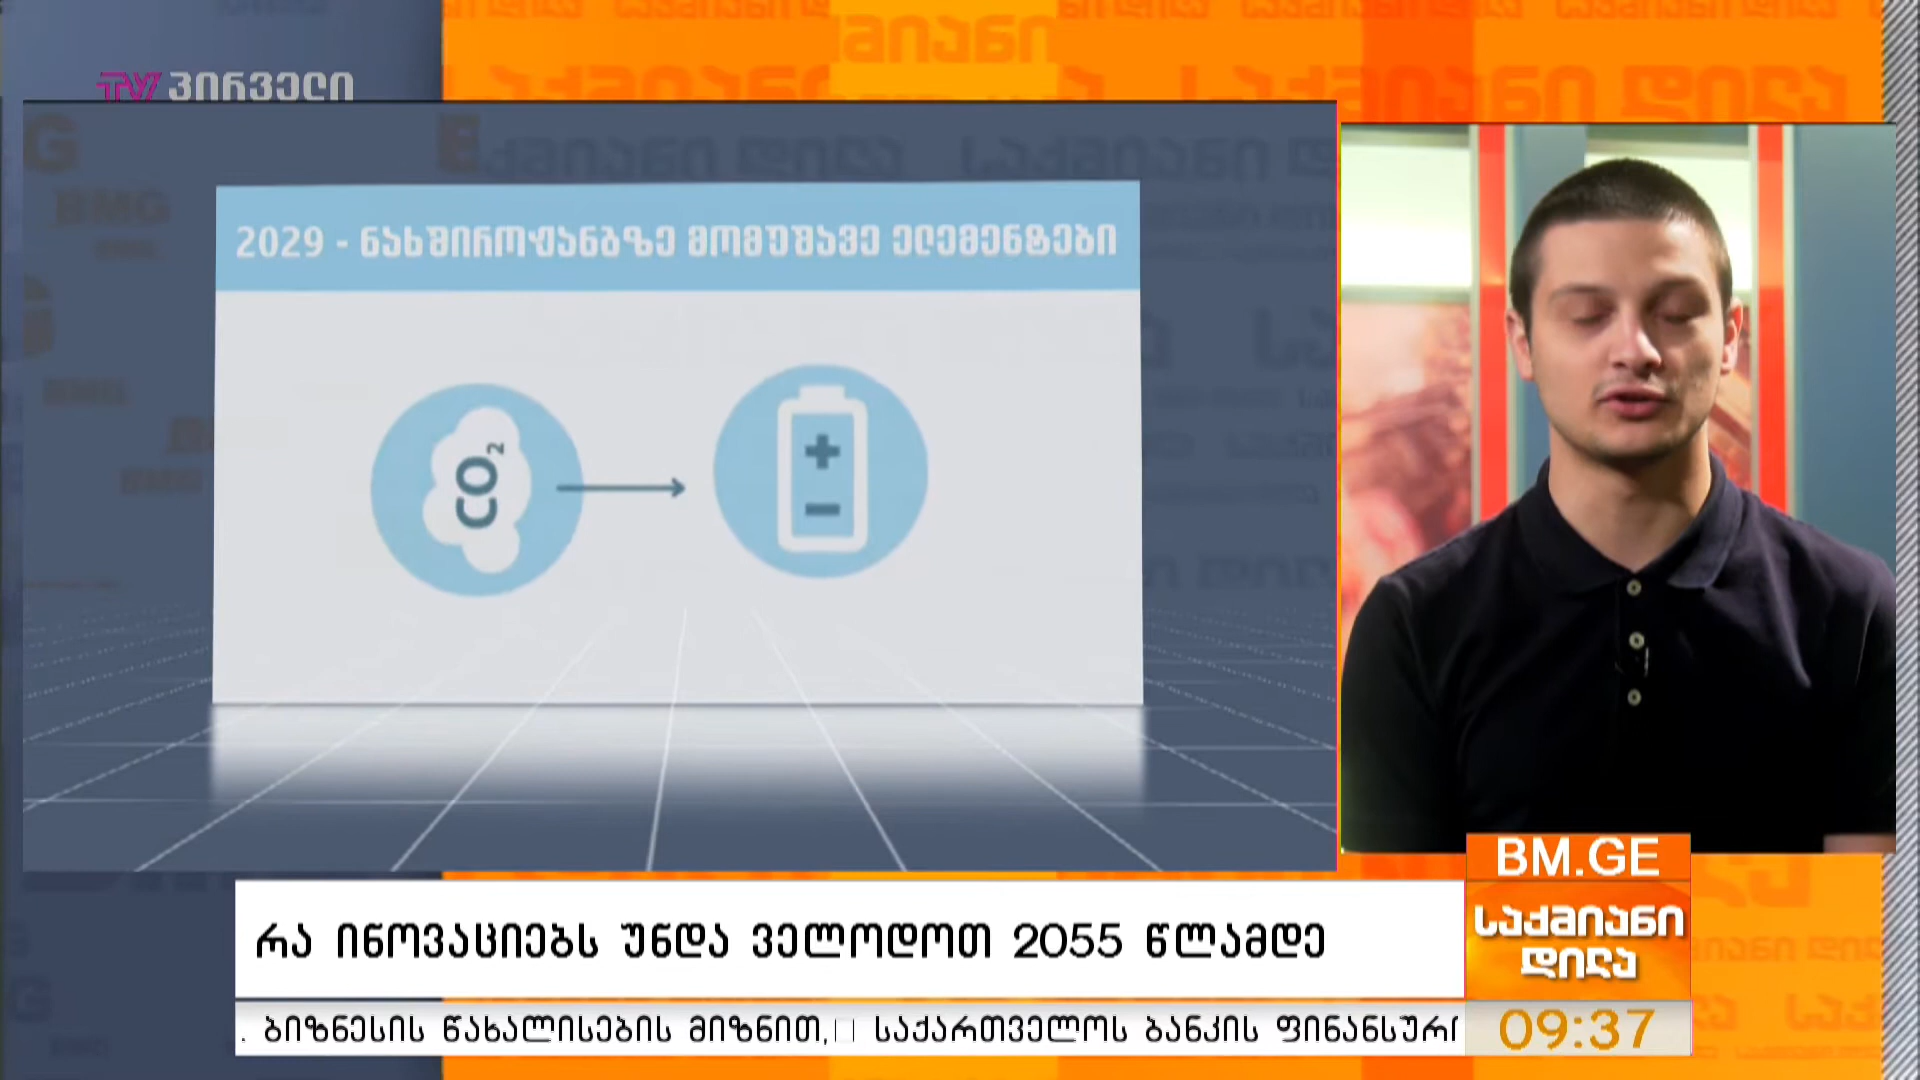 TV ᲞᲘᲠᲕᲔᲚᲘ
2029 - ᲜᲐᲮᲨᲘᲠᲝᲟᲐᲜᲒᲖᲔ ᲛᲝᲛᲣᲨᲐᲕᲔ ᲔᲚᲔᲛᲔᲜᲢᲔᲑᲘ
CO2
BM.GE
ᲠᲐ ᲘᲜᲝᲕᲐᲪᲘᲔᲑᲡ ᲣᲜᲓᲐ ᲕᲔᲚᲝᲓᲝᲗ 2055 ᲬᲚᲐᲛᲓᲔ
ᲡᲐᲥᲛᲘᲐᲜᲘ
ᲓᲘᲚᲐ
. ᲑᲘᲖᲜᲔᲡᲘᲡ ᲬᲐᲮᲐᲚᲘᲡᲔᲑᲘᲡ ᲛᲘᲖᲜᲘᲗ, ᲡᲐᲥᲐᲠᲗᲕᲔᲚᲝᲡ ᲑᲐᲜᲙᲘᲡ ᲤᲘᲜᲐᲜᲡᲣᲠᲘ
09:37